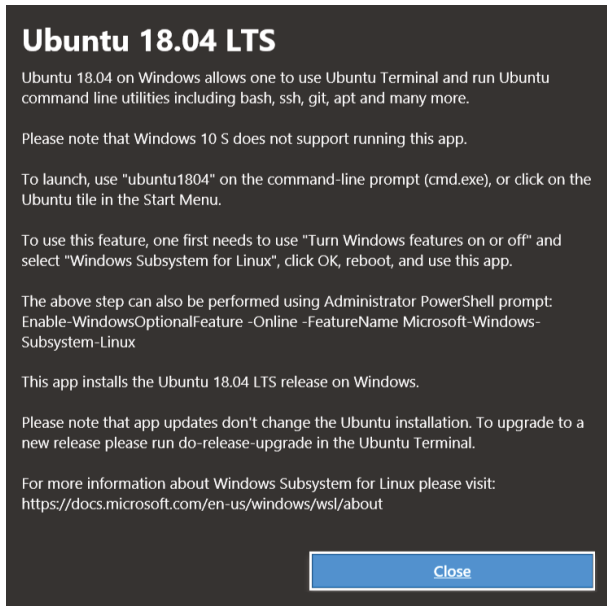 Ubuntu 18.04 LTS
Ubuntu 18.04 on Windows allows one to use Ubuntu Terminal and run Ubuntu
command line utilities including bash, ssh, git, apt and many more.
Please note that Windows 10 S does not support running this app.
To launch, use "ubuntu1804" on the command-line prompt (cmd.exe), or click on the
Ubuntu tile in the Start Menu.
To use this feature, one first needs to use "Turn Windows features on or off" and
select "Windows Subsystem for Linux", click OK, reboot, and use this app.
The above step can also be performed using Administrator PowerShell prompt:
Enable-WindowsOptionalFeature -Online -FeatureName Microsoft-Windows-
Subsystem-Linux
This app installs the Ubuntu 18.04 LTS release on Windows.
Please note that app updates don't change the Ubuntu installation. To upgrade to a
new release please run do-release-upgrade in the Ubuntu Terminal.
For more information about Windows Subsystem for Linux please visit:
https://docs.microsoft.com/en-us/windows/wsl/about
Close